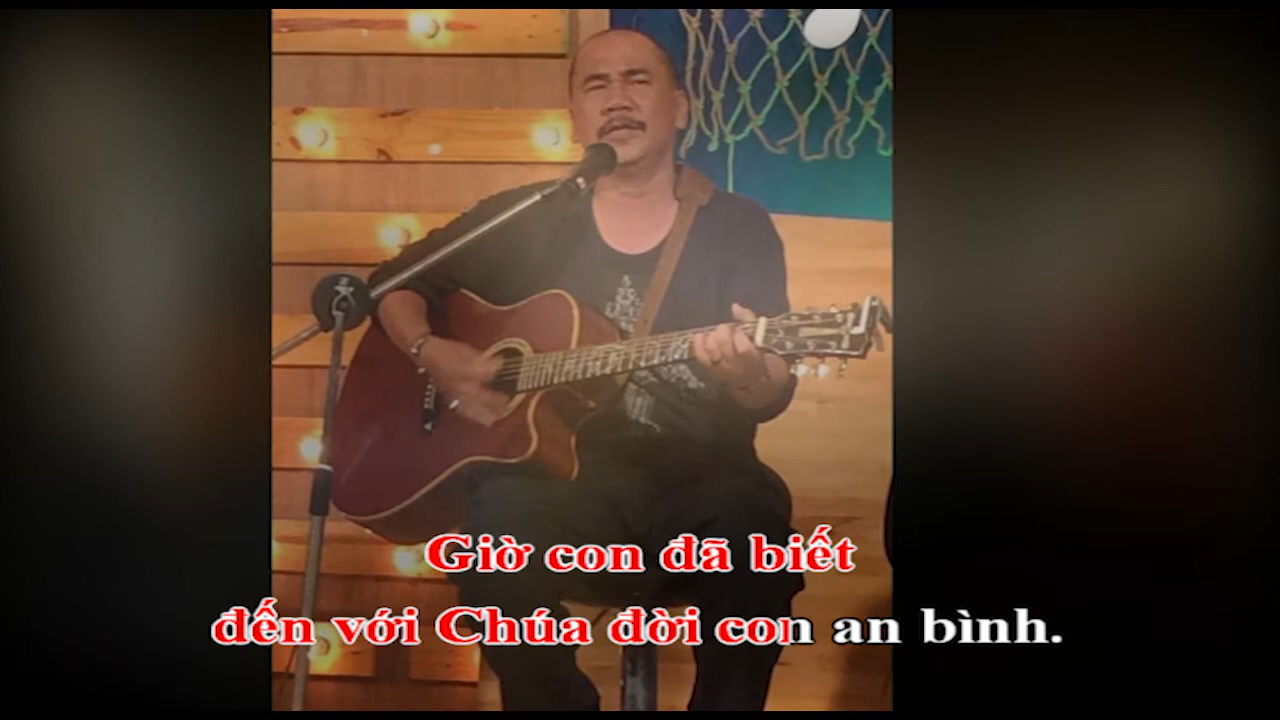 Giờ con đã biết
đến với Chúa đời con an bình.